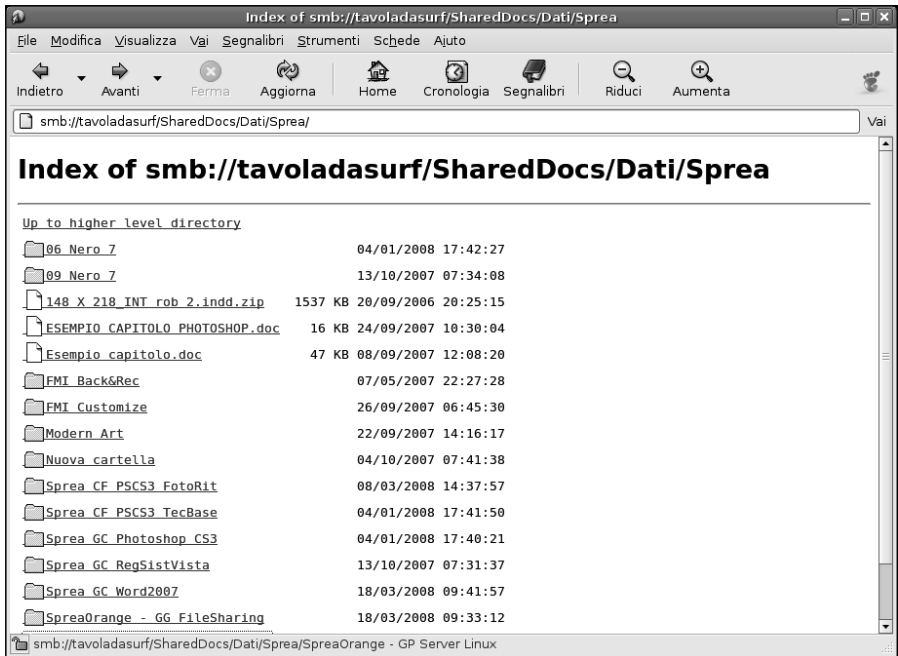 Index of smb://tavoladasurf/SharedDocs/Dati/Sprea
File Modifica Visualizza Vai Segnalibri Strumenti Schede Aiuto
Indietro Avanti Ferma Aggiorna Home Cronologia Segnalibri Riduci Aumenta
smb://tavoladasurf/SharedDocs/Dati/Sprea/ Vai
Index of smb://tavoladasurf/SharedDocs/Dati/Sprea
Up to higher level directory
06 Nero 7 04/01/2008 17:42:27
09 Nero 7 13/10/2007 07:34:08
148 X 218_INT rob 2.indd.zip 1537 KB 20/09/2006 20:25:15
ESEMPIO CAPITOLO PHOTOSHOP.doc 16 KB 24/09/2007 10:30:04
Esempio capitolo.doc 47 KB 08/09/2007 12:08:20
FMI Back&Rec 07/05/2007 22:27:28
FMI Customize 26/09/2007 06:45:30
Modern Art 22/09/2007 14:16:17
Nuova cartella 04/10/2007 07:41:38
Sprea CF PSCS3 FotoRit 08/03/2008 14:37:57
Sprea CF PSCS3 TecBase 04/01/2008 17:41:50
Sprea GC Photoshop CS3 04/01/2008 17:40:21
Sprea GC RegSistVista 13/10/2007 07:31:37
Sprea GC Word2007 18/03/2008 09:41:57
SpreaOrange - GG FileSharing 18/03/2008 09:33:12
smb://tavoladasurf/SharedDocs/Dati/Sprea/SpreaOrange - GP Server Linux